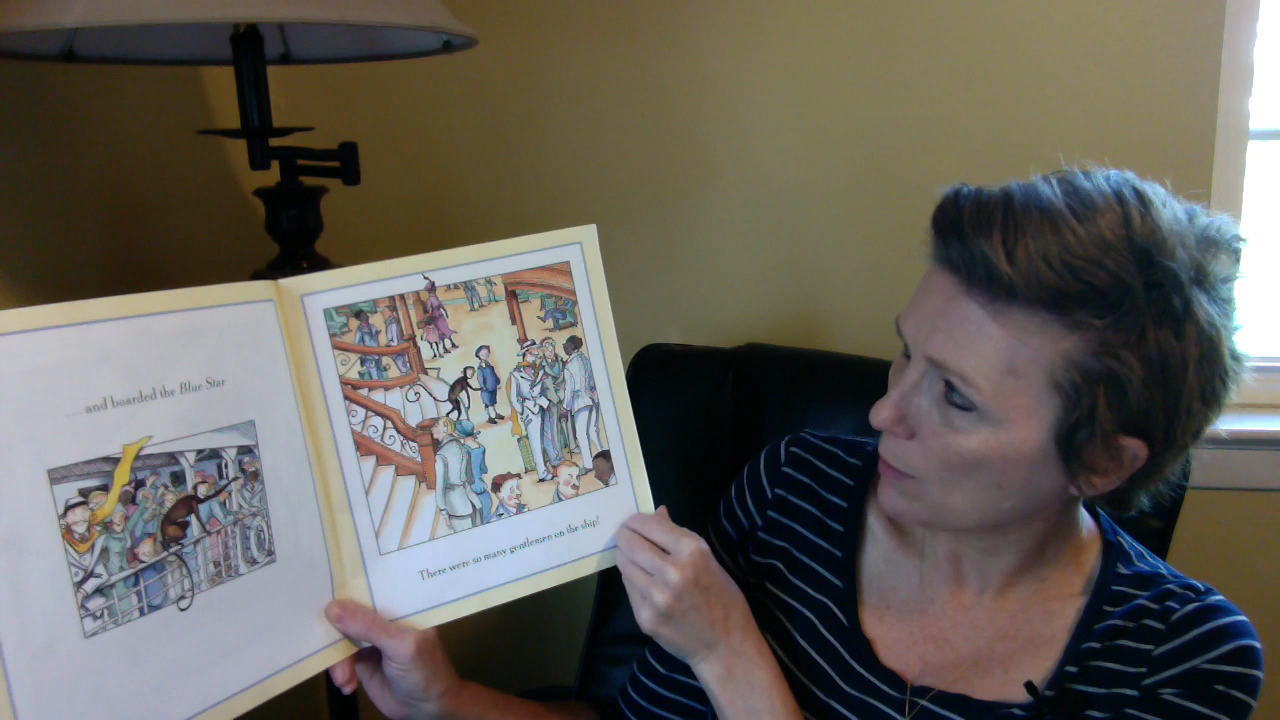 .... and boarded the Blue Star
There were so many gentlemen on the ship!